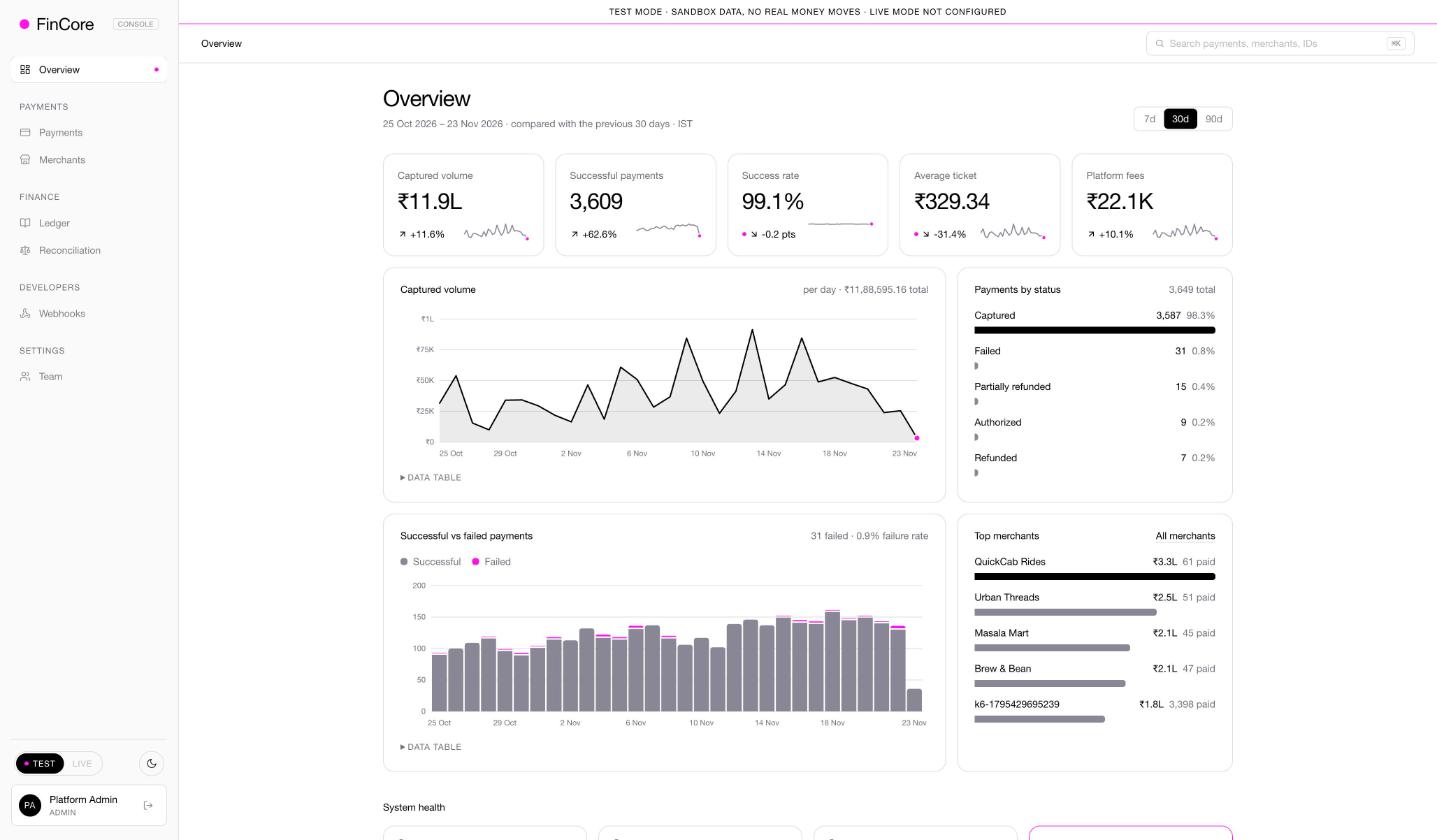 FinCore CONSOLE
TEST MODE · SANDBOX DATA, NO REAL MONEY MOVES · LIVE MODE NOT CONFIGURED
Overview
Search payments, merchants, IDs ⌘K
Overview
PAYMENTS
Payments
Merchants
FINANCE
Ledger
Reconciliation
DEVELOPERS
Webhooks
SETTINGS
Team
TEST LIVE
PA Platform Admin
ADMIN
Overview
25 Oct 2026 – 23 Nov 2026 · compared with the previous 30 days · IST
7d 30d 90d
Captured volume
₹11.9L
+11.6%
Successful payments
3,609
+62.6%
Success rate
99.1%
-0.2 pts
Average ticket
₹329.34
-31.4%
Platform fees
₹22.1K
+10.1%
Captured volume per day · ₹11,88,595.16 total
₹1L
₹75K
₹50K
₹25K
₹0
25 Oct 29 Oct 2 Nov 6 Nov 10 Nov 14 Nov 18 Nov 23 Nov
DATA TABLE
Payments by status 3,649 total
Captured 3,587 98.3%
Failed 31 0.8%
Partially refunded 15 0.4%
Authorized 9 0.2%
Refunded 7 0.2%
Successful vs failed payments 31 failed · 0.9% failure rate
Successful Failed
200
150
100
50
0
25 Oct 29 Oct 2 Nov 6 Nov 10 Nov 14 Nov 18 Nov 23 Nov
DATA TABLE
Top merchants All merchants
QuickCab Rides ₹3.3L 61 paid
Urban Threads ₹2.5L 51 paid
Masala Mart ₹2.1L 45 paid
Brew & Bean ₹2.1L 47 paid
k6-1795429695239 ₹1.8L 3,398 paid
System health